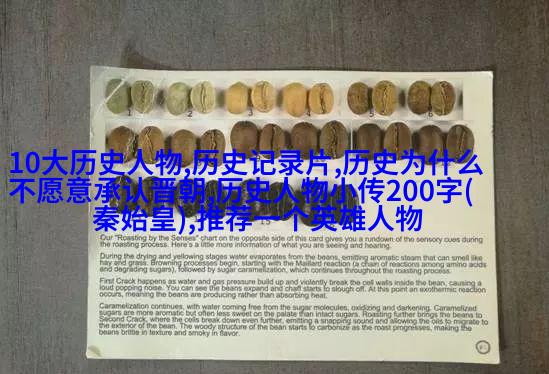 1 2 3 4 5 6
10大历史人物,历史记录片,历史为什么
不愿意承认晋朝,历史人物小传200字(
秦始皇),推荐一个英雄人物
15
Our "Roasting by the Senses" chart on the opposite side of this card gives you a rundown of the sensory cues during
the roasting process. Here's a little more information of what you are seeing and hearing.
During the drying and yellowing stages water evaporates from the beans, emitting aromatic steam that can smell like
hay and grass. Browning processes begin, starting with the Maillard reaction (a chain of reactions among amino acids
and degrading sugars), followed by sugar caramelization, which continues throughout the roasting process.
First Crack happens as water and gas pressure build up and violently break the cell walls inside the bean, causing a
loud popping noise. You can see the beans expand and chaff starts to slough off. At this point an exothermic reaction
occurs, meaning the beans are producing rather than absorbing heat.
Caramelization continues, with water coming free from the sugar molecules, oxidizing and darkening. Caramelized
sugars are more aromatic but often less sweet on the palate than intact sugars. Roasting further brings the beans to
Second Crack, where the cells break down even further, emitting a snapping sound and allowing the oils to migrate to
the exterior of the bean. The woody structure of the bean starts to carbonize as the roast progresses, making the
beans brittle in texture and smoky in flavor.